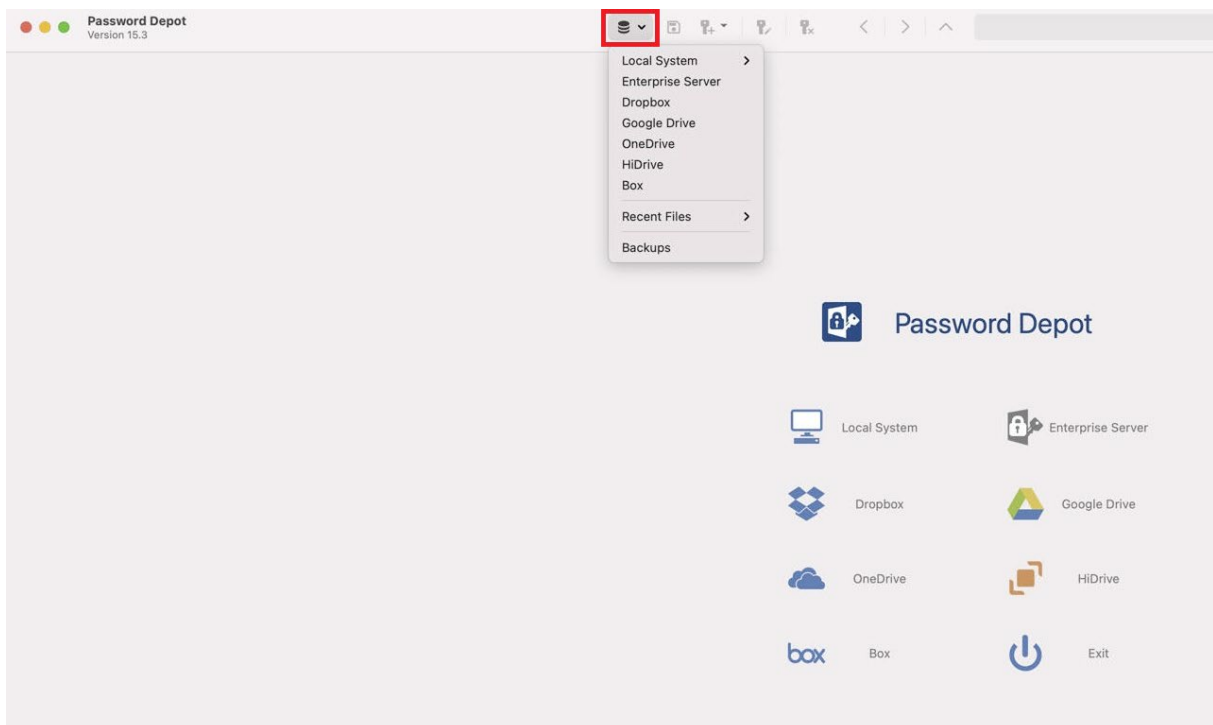 Password Depot
Version 15.3
Local System
Enterprise Server
Dropbox
Google Drive
OneDrive
HiDrive
Box
Recent Files
Backups
Password Depot
Local System
Enterprise Server
Dropbox
Google Drive
OneDrive
HiDrive
box
Box
Exit